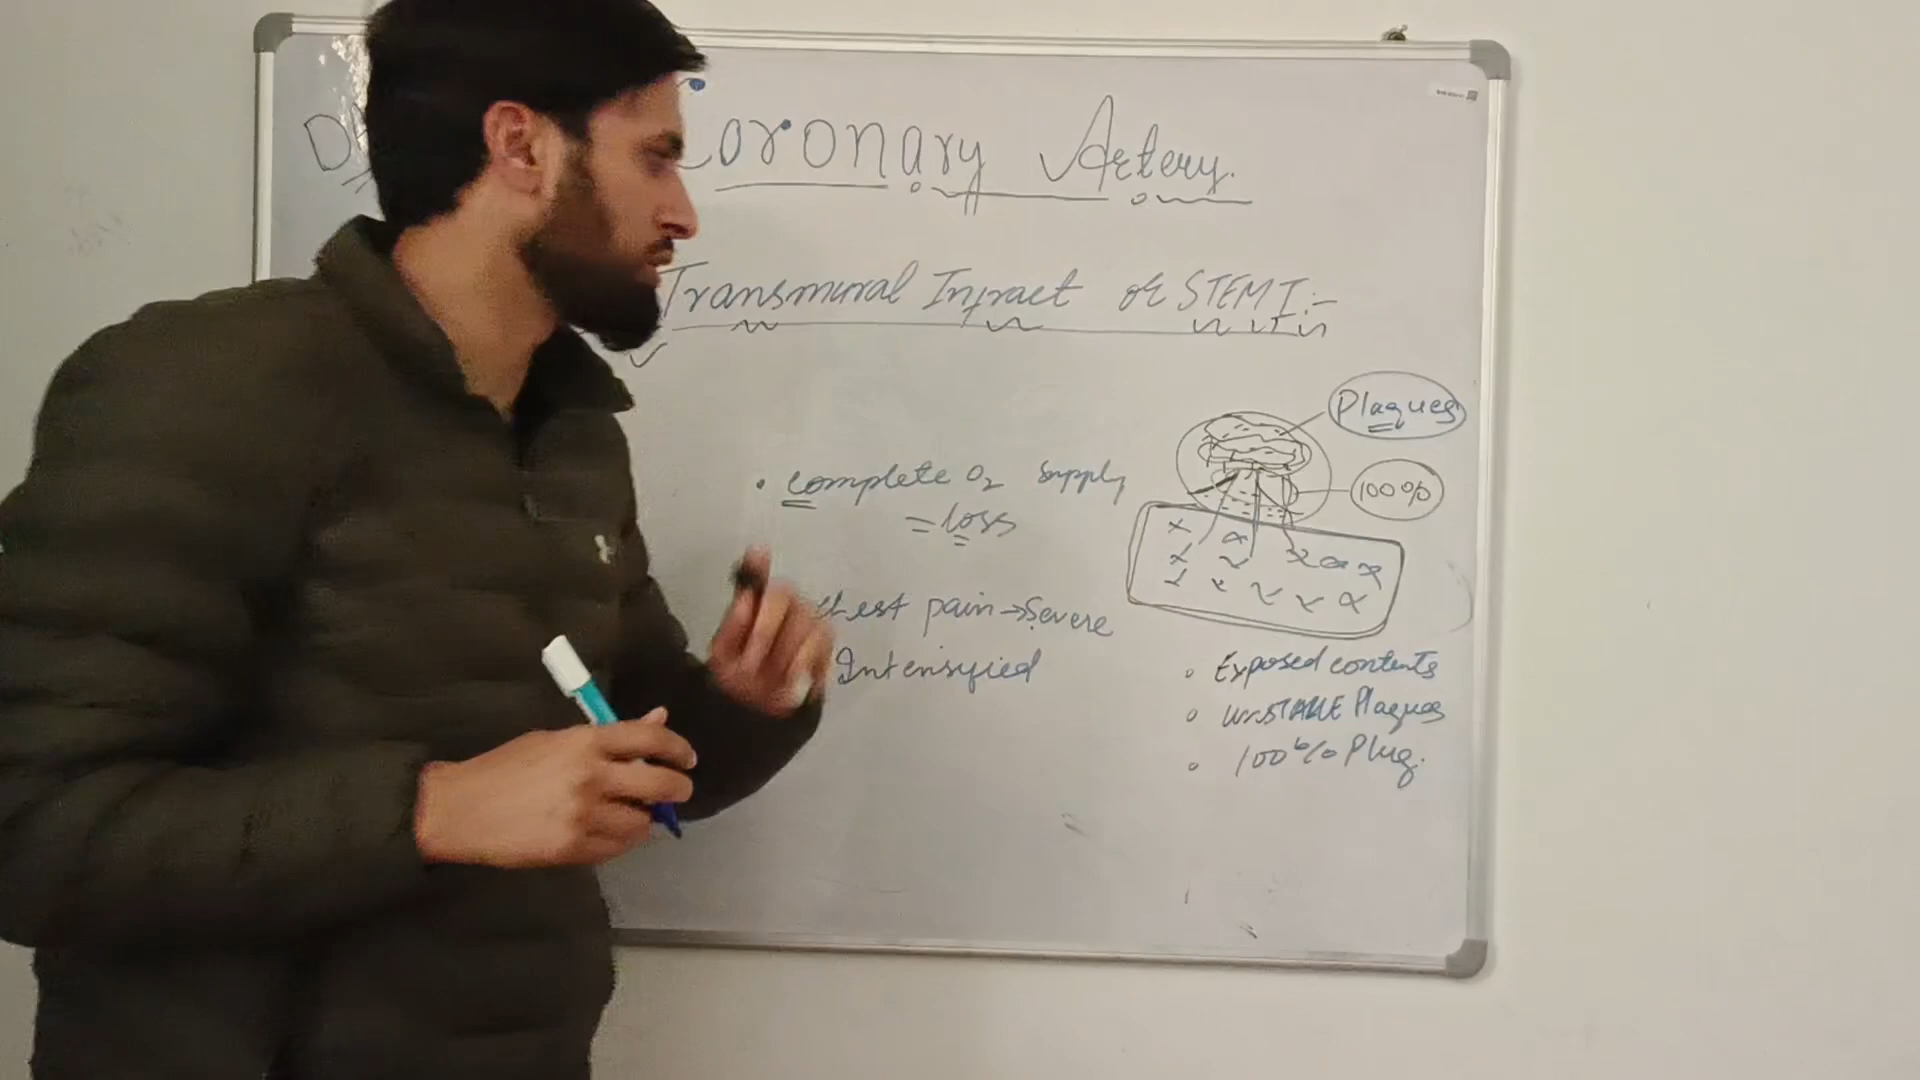 D
Coronary Artery.
Transmural Infract or STEMI:-
Plaques
100%
• complete O2 supply
= loss
chest pain → Severe
Intensified
x x x x x x x x x x x x x
• Exposed contents
• UNSTABLE Plaques
• 100% Plug.